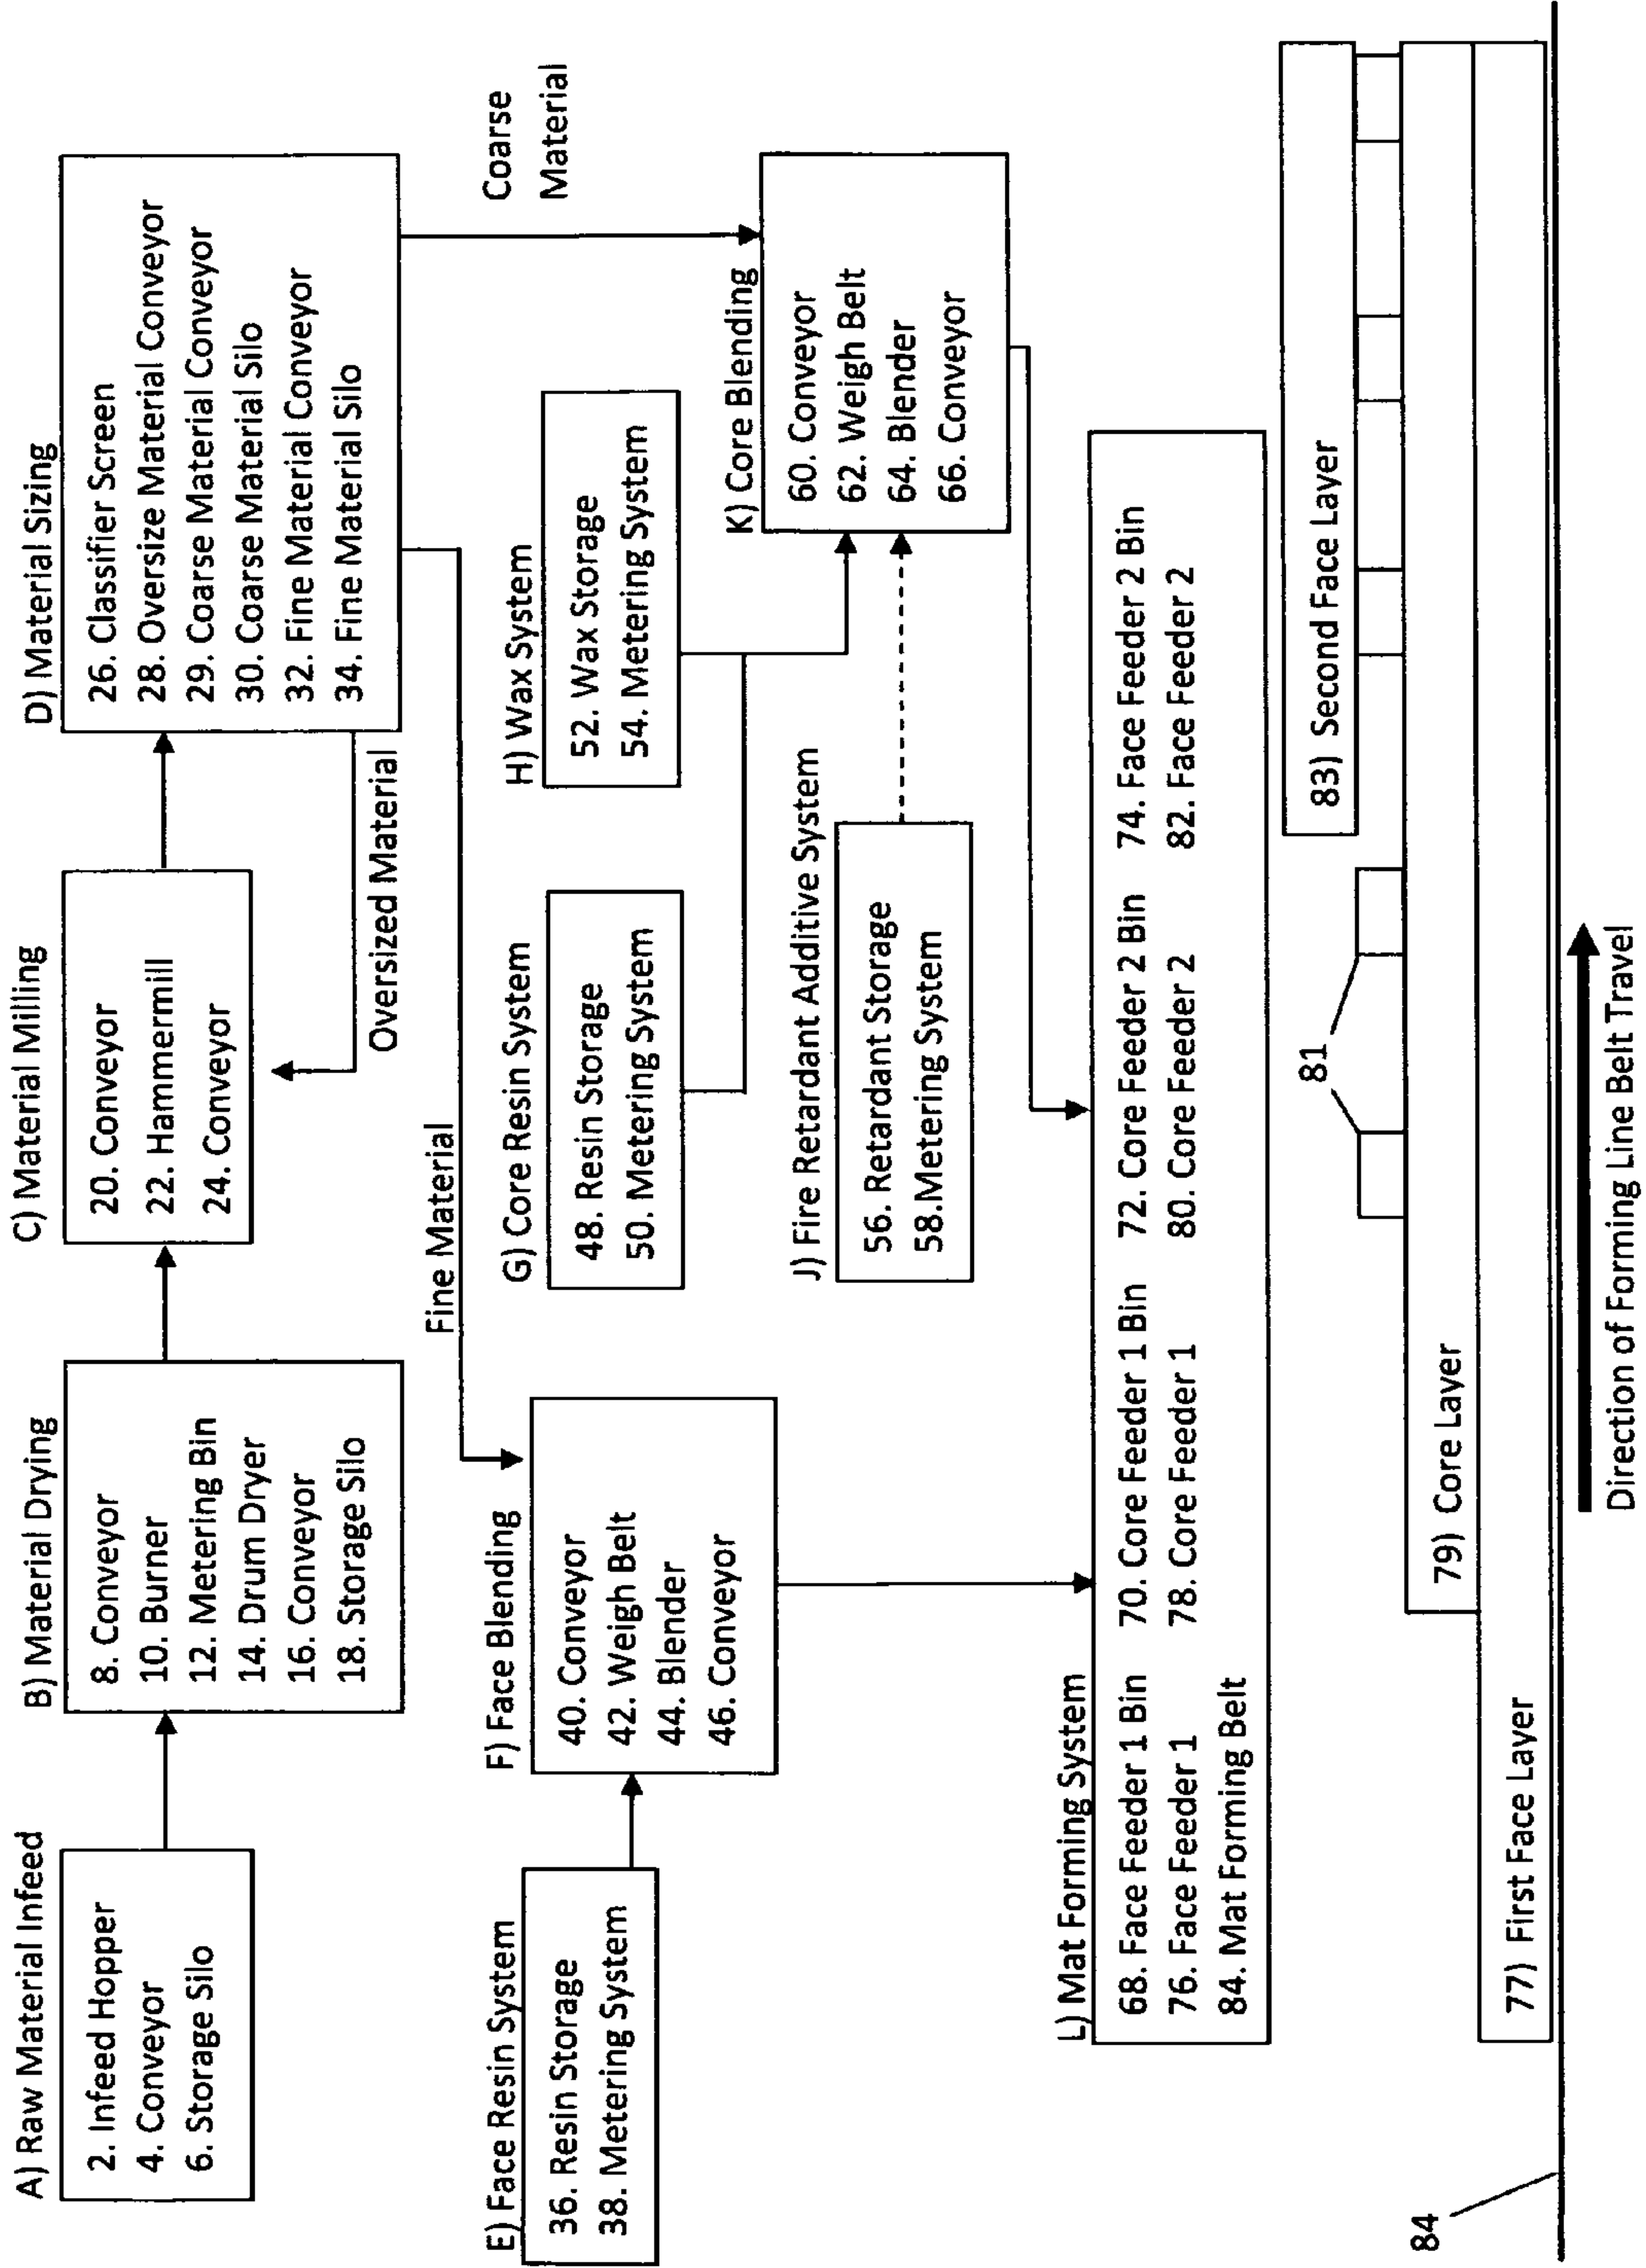 A) Raw Material Infeed
2. Infeed Hopper
4. Conveyor
6. Storage Silo
B) Material Drying
8. Conveyor
10. Burner
12. Metering Bin
14. Drum Dryer
16. Conveyor
18. Storage Silo
C) Material Milling
20. Conveyor
22. Hammermill
24. Conveyor
Oversized Material
D) Material Sizing
26. Classifier Screen
28. Oversize Material Conveyor
29. Coarse Material Conveyor
30. Coarse Material Silo
32. Fine Material Conveyor
34. Fine Material Silo
Fine Material
Coarse
Material
E) Face Resin System
36. Resin Storage
38. Metering System
F) Face Blending
40. Conveyor
42. Weigh Belt
44. Blender
46. Conveyor
G) Core Resin System
48. Resin Storage
50. Metering System
H) Wax System
52. Wax Storage
54. Metering System
J) Fire Retardant Additive System
56. Retardant Storage
58.Metering System
K) Core Blending
60. Conveyor
62. Weigh Belt
64. Blender
66. Conveyor
L) Mat Forming System
68. Face Feeder 1 Bin 70. Core Feeder 1 Bin 72. Core Feeder 2 Bin 74. Face Feeder 2 Bin
76. Face Feeder 1 78. Core Feeder 1 80. Core Feeder 2 82. Face Feeder 2
84. Mat Forming Belt
83) Second Face Layer
81
79) Core Layer
77) First Face Layer
84
Direction of Forming Line Belt Travel